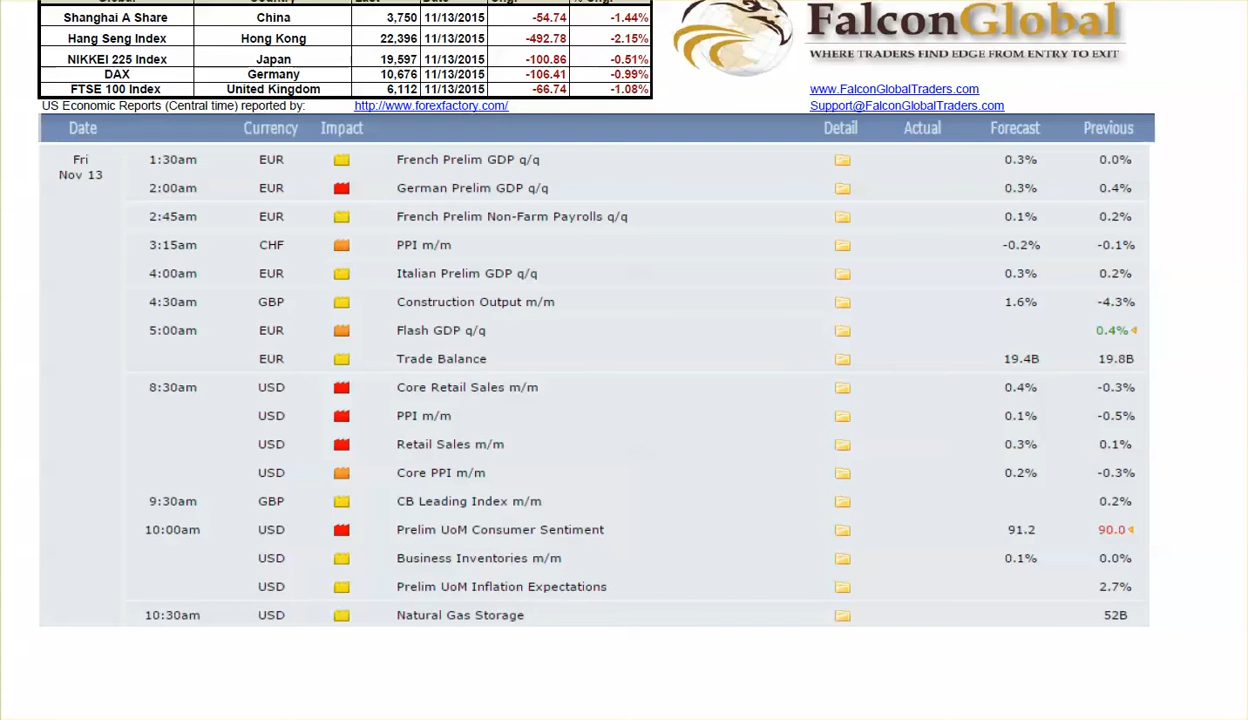 Global Country Last Date Chg. % Chg.
Shanghai A Share China 3,750 11/13/2015 -54.74 -1.44%
Hang Seng Index Hong Kong 22,396 11/13/2015 -492.78 -2.15%
NIKKEI 225 Index Japan 19,597 11/13/2015 -100.86 -0.51%
DAX Germany 10,676 11/13/2015 -106.41 -0.99%
FTSE 100 Index United Kingdom 6,112 11/13/2015 -66.74 -1.08%
FalconGlobal
WHERE TRADERS FIND EDGE FROM ENTRY TO EXIT
www.FalconGlobalTraders.com
Support@FalconGlobalTraders.com
US Economic Reports (Central time) reported by: http://www.forexfactory.com/
Date Currency Impact Detail Actual Forecast Previous
Fri 1:30am EUR French Prelim GDP q/q 0.3% 0.0%
Nov 13
2:00am EUR German Prelim GDP q/q 0.3% 0.4%
2:45am EUR French Prelim Non-Farm Payrolls q/q 0.1% 0.2%
3:15am CHF PPI m/m -0.2% -0.1%
4:00am EUR Italian Prelim GDP q/q 0.3% 0.2%
4:30am GBP Construction Output m/m 1.6% -4.3%
5:00am EUR Flash GDP q/q 0.4%
EUR Trade Balance 19.4B 19.8B
8:30am USD Core Retail Sales m/m 0.4% -0.3%
USD PPI m/m 0.1% -0.5%
USD Retail Sales m/m 0.3% 0.1%
USD Core PPI m/m 0.2% -0.3%
9:30am GBP CB Leading Index m/m 0.2%
10:00am USD Prelim UoM Consumer Sentiment 91.2 90.0
USD Business Inventories m/m 0.1% 0.0%
USD Prelim UoM Inflation Expectations 2.7%
10:30am USD Natural Gas Storage 52B